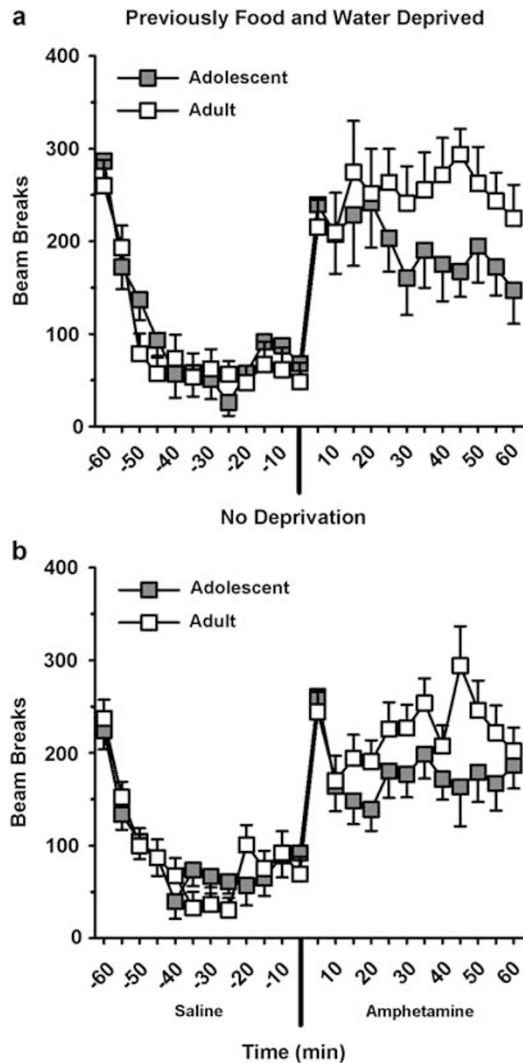 a Previously Food and Water Deprived
400
Adolescent
Adult
300
200
100
0
Beam Breaks
-60 -50 -40 -30 -20 -10 10 20 30 40 50 60
No Deprivation
b
400
Adolescent
Adult
300
200
100
0
Beam Breaks
-60 -50 -40 -30 -20 -10 10 20 30 40 50 60
Saline Amphetamine
Time (min)